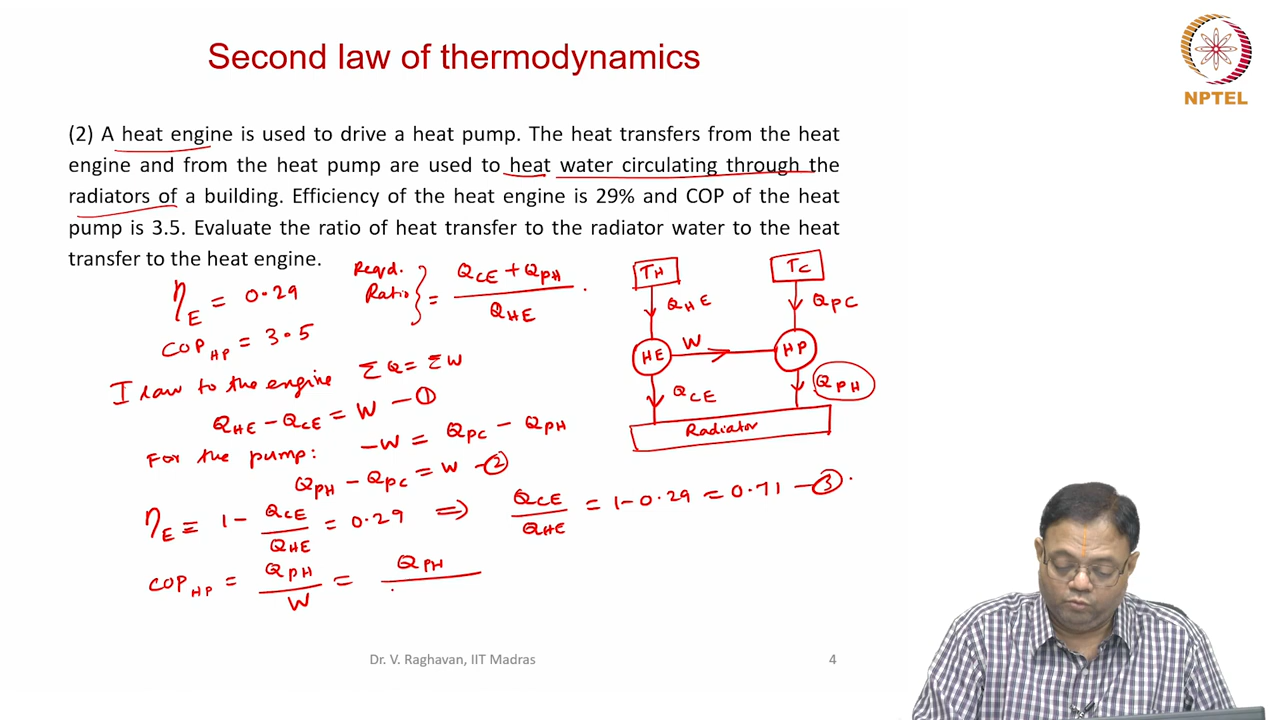 Second law of thermodynamics
NPTEL
(2) A heat engine is used to drive a heat pump. The heat transfers from the heat
engine and from the heat pump are used to heat water circulating through the
radiators of a building. Efficiency of the heat engine is 29% and COP of the heat
pump is 3.5. Evaluate the ratio of heat transfer to the radiator water to the heat
transfer to the heat engine.
η_E = 0.29
COP_HP = 3.5
Reqd. Ratio } = (Q_CE + Q_PH) / Q_HE .
T_H
T_C
Q_HE
Q_PC
HE
W
HP
Q_CE
Q_PH
Radiator
I law to the engine ΣQ = ΣW
Q_HE - Q_CE = W - ①
For the pump: -W = Q_PC - Q_PH
Q_PH - Q_PC = W - ②
η_E = 1 - Q_CE / Q_HE = 0.29 ⇒ Q_CE / Q_HE = 1 - 0.29 = 0.71 - ③.
COP_HP = Q_PH / W = Q_PH
Dr. V. Raghavan, IIT Madras
4